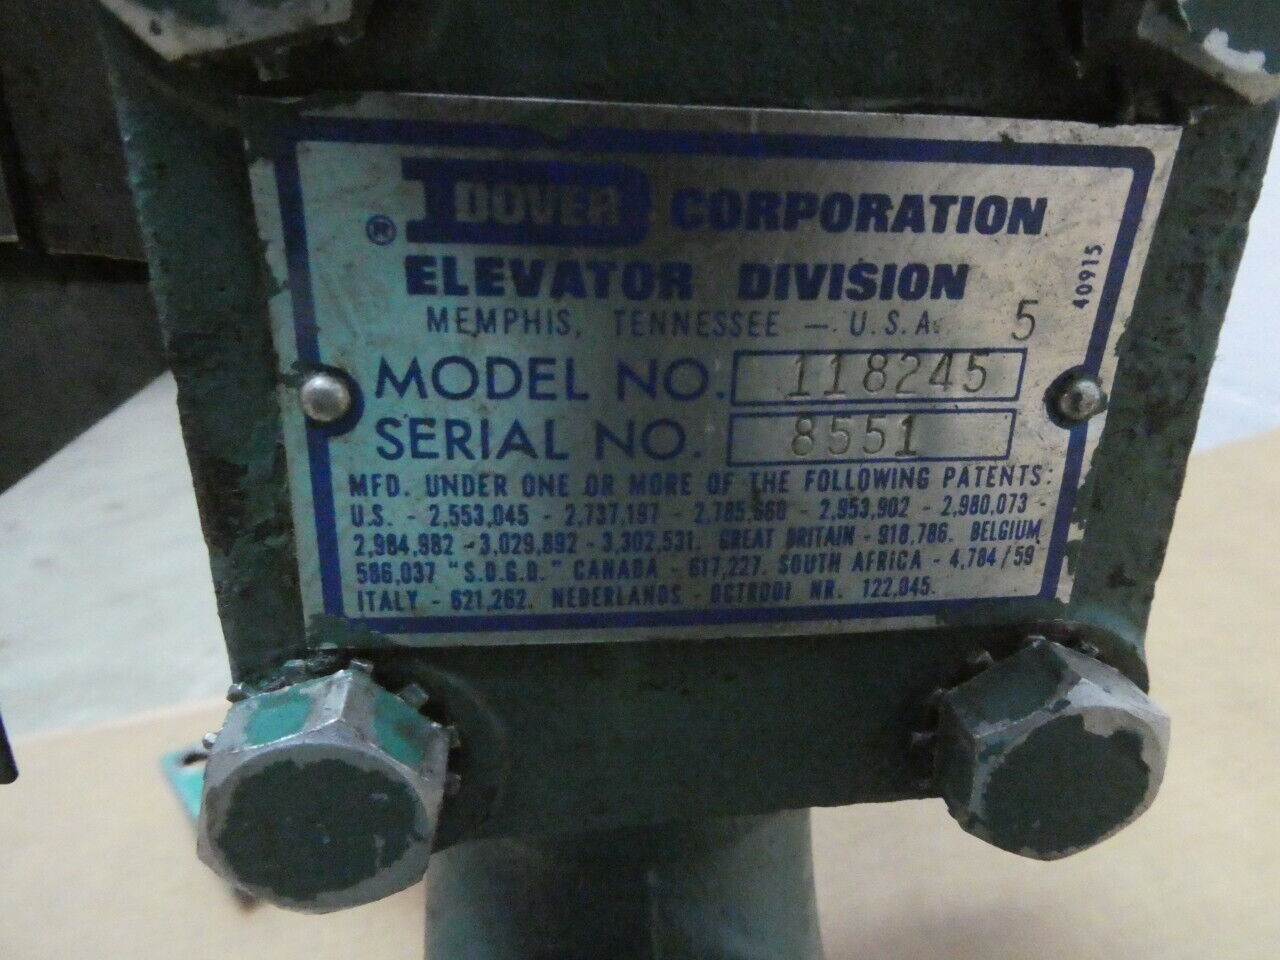 ® DOVER CORPORATION
ELEVATOR DIVISION
MEMPHIS, TENNESSEE — U.S.A. 5
40915
MODEL NO. 118245
SERIAL NO. 8551
MFD. UNDER ONE OR MORE OF THE FOLLOWING PATENTS:
U.S. - 2,553,045 - 2,737,197 - 2,785,660 - 2,953,902 - 2,980,073 -
2,984,982 - 3,029,892 - 3,302,531. GREAT BRITAIN - 918,786. BELGIUM
586,037 "S.D.G.D." CANADA - 617,227. SOUTH AFRICA - 4,784/59
ITALY - 621,262. NEDERLANDS - OCTROOI NR. 122,045.